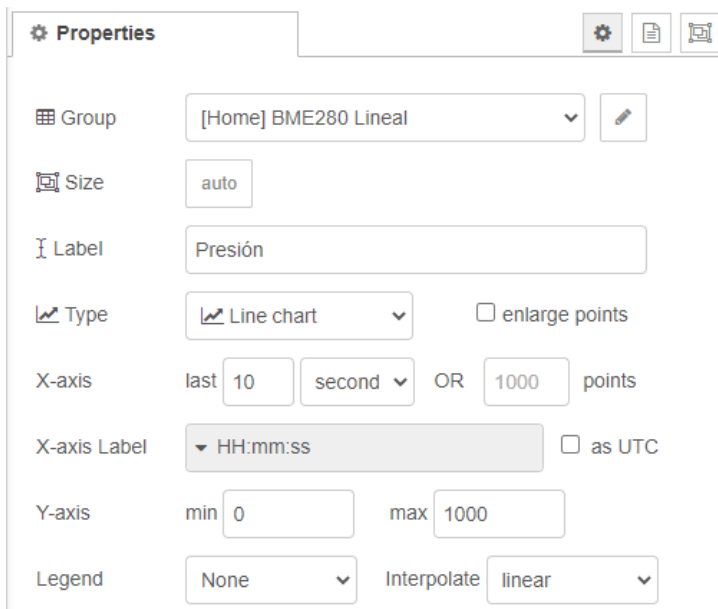 Properties
Group [Home] BME280 Lineal
Size auto
Label Presión
Type Line chart enlarge points
X-axis last 10 second OR 1000 points
X-axis Label HH:mm:ss as UTC
Y-axis min 0 max 1000
Legend None Interpolate linear